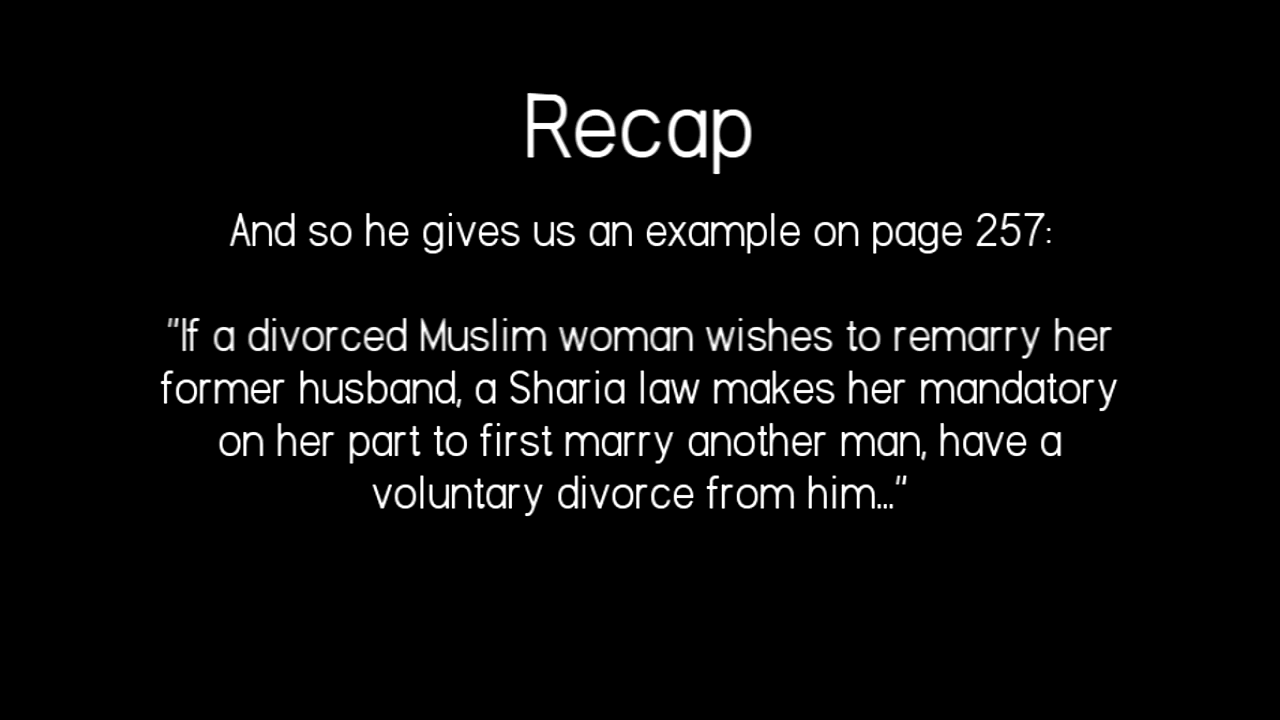 Recap
And so he gives us an example on page 257:
"If a divorced Muslim woman wishes to remarry her
former husband, a Sharia law makes her mandatory
on her part to first marry another man, have a
voluntary divorce from him..."